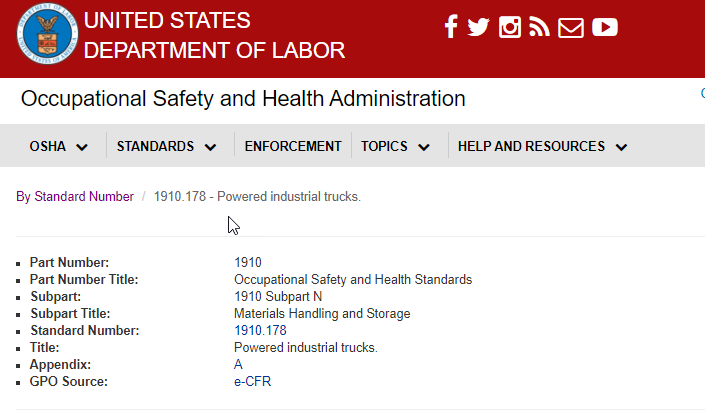 UNITED STATES
DEPARTMENT OF LABOR
Occupational Safety and Health Administration
OSHA STANDARDS ENFORCEMENT TOPICS HELP AND RESOURCES
By Standard Number / 1910.178 - Powered industrial trucks.
Part Number: 1910
Part Number Title: Occupational Safety and Health Standards
Subpart: 1910 Subpart N
Subpart Title: Materials Handling and Storage
Standard Number: 1910.178
Title: Powered industrial trucks.
Appendix: A
GPO Source: e-CFR